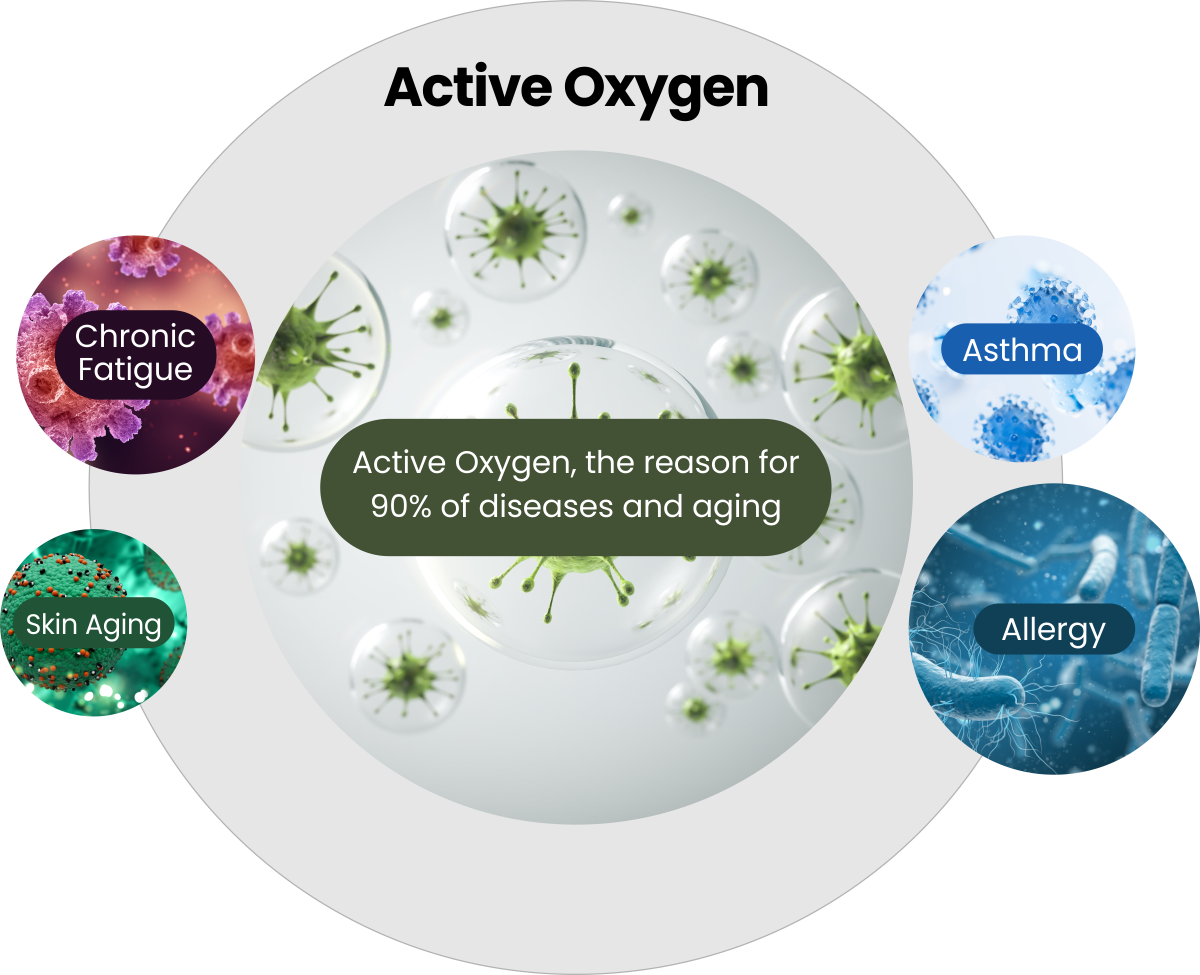 Active Oxygen
Chronic
Fatigue
Asthma
Active Oxygen, the reason for
90% of diseases and aging
Skin Aging
Allergy